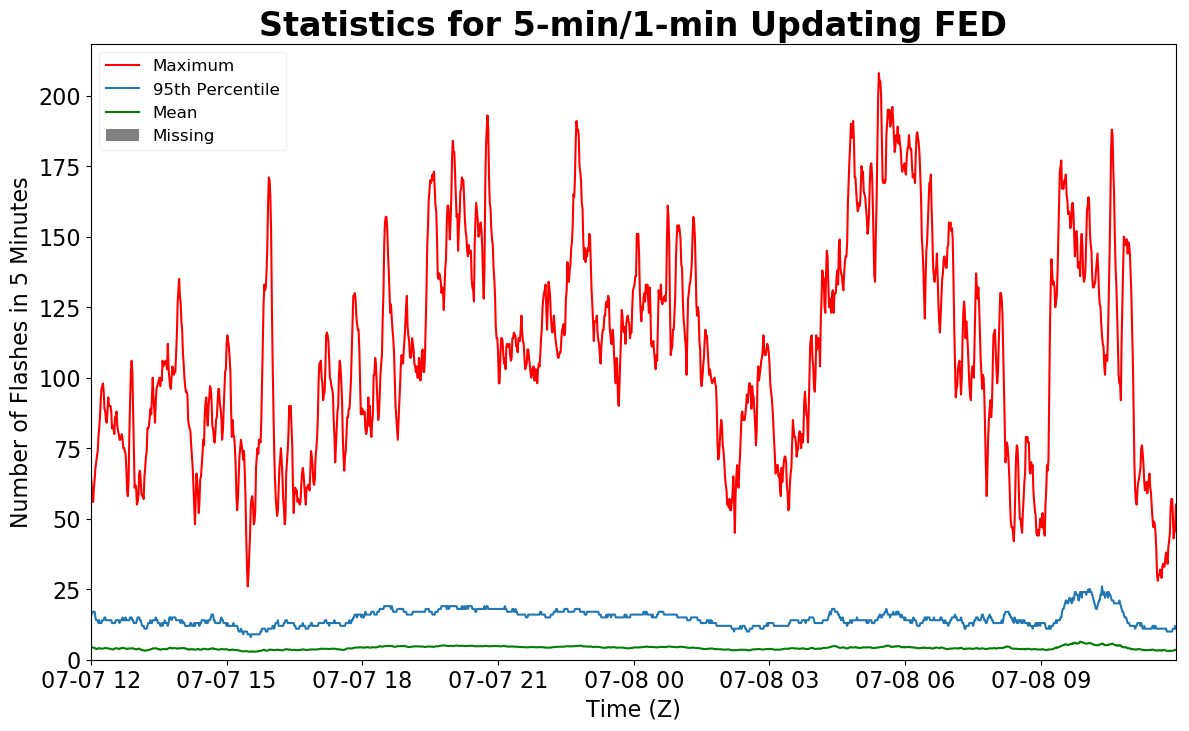 Statistics for 5-min/1-min Updating FED
Maximum
95th Percentile
Mean
Missing
Number of Flashes in 5 Minutes
200
175
150
125
100
75
50
25
0
07-07 12 07-07 15 07-07 18 07-07 21 07-08 00 07-08 03 07-08 06 07-08 09
Time (Z)